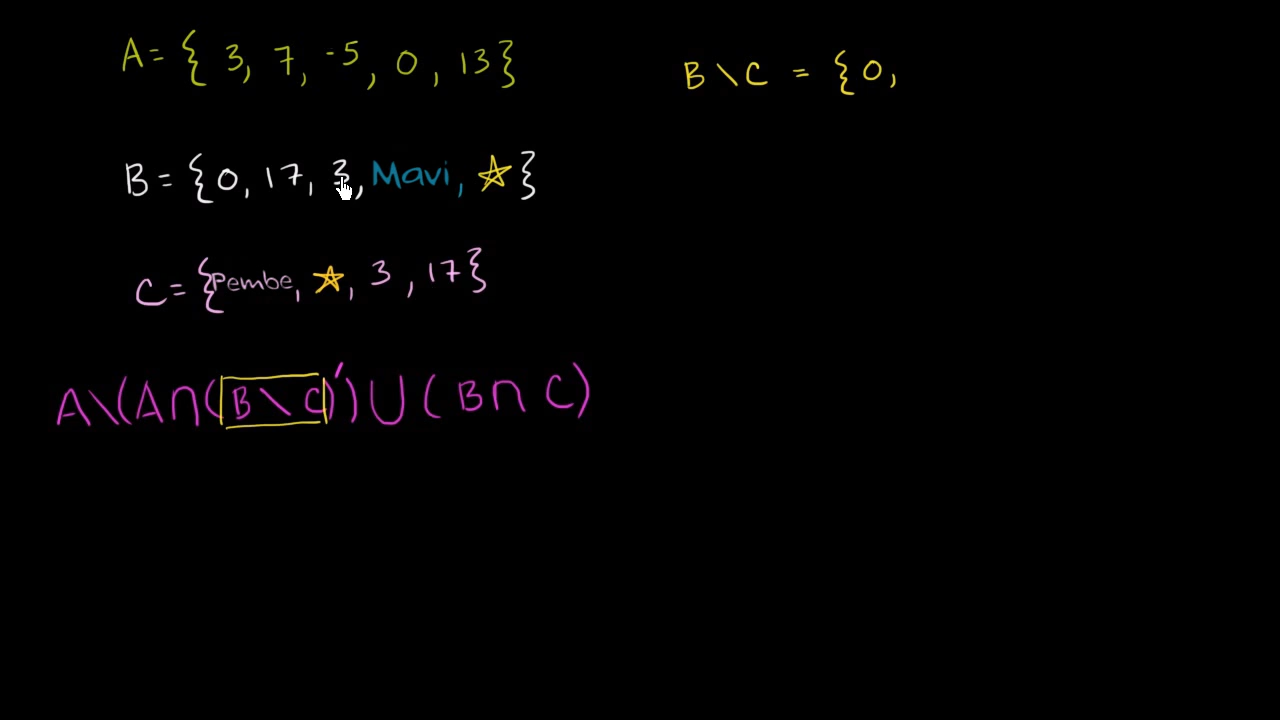 A = { 3, 7, -5, 0, 13 }
B \ C = { 0,
B = { 0, 17, 3, Mavi, ☆ }
C = { Pembe, ☆, 3, 17 }
A \ ( A ∩ ( B \ C )′ ) ∪ ( B ∩ C )